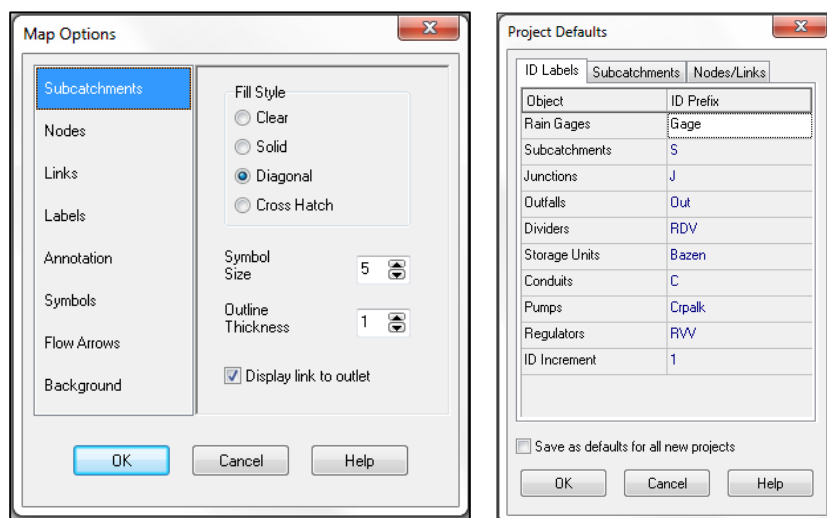 Map Options
Subcatchments
Nodes
Links
Labels
Annotation
Symbols
Flow Arrows
Background
Fill Style
Clear
Solid
Diagonal
Cross Hatch
Symbol
Size
5
Outline
Thickness
1
Display link to outlet
OK Cancel Help
Project Defaults
ID Labels Subcatchments Nodes/Links
Object ID Prefix
Rain Gages Gage
Subcatchments S
Junctions J
Outfalls Out
Dividers RDV
Storage Units Bazen
Conduits C
Pumps Crpalk
Regulators RVV
ID Increment 1
Save as defaults for all new projects
OK Cancel Help